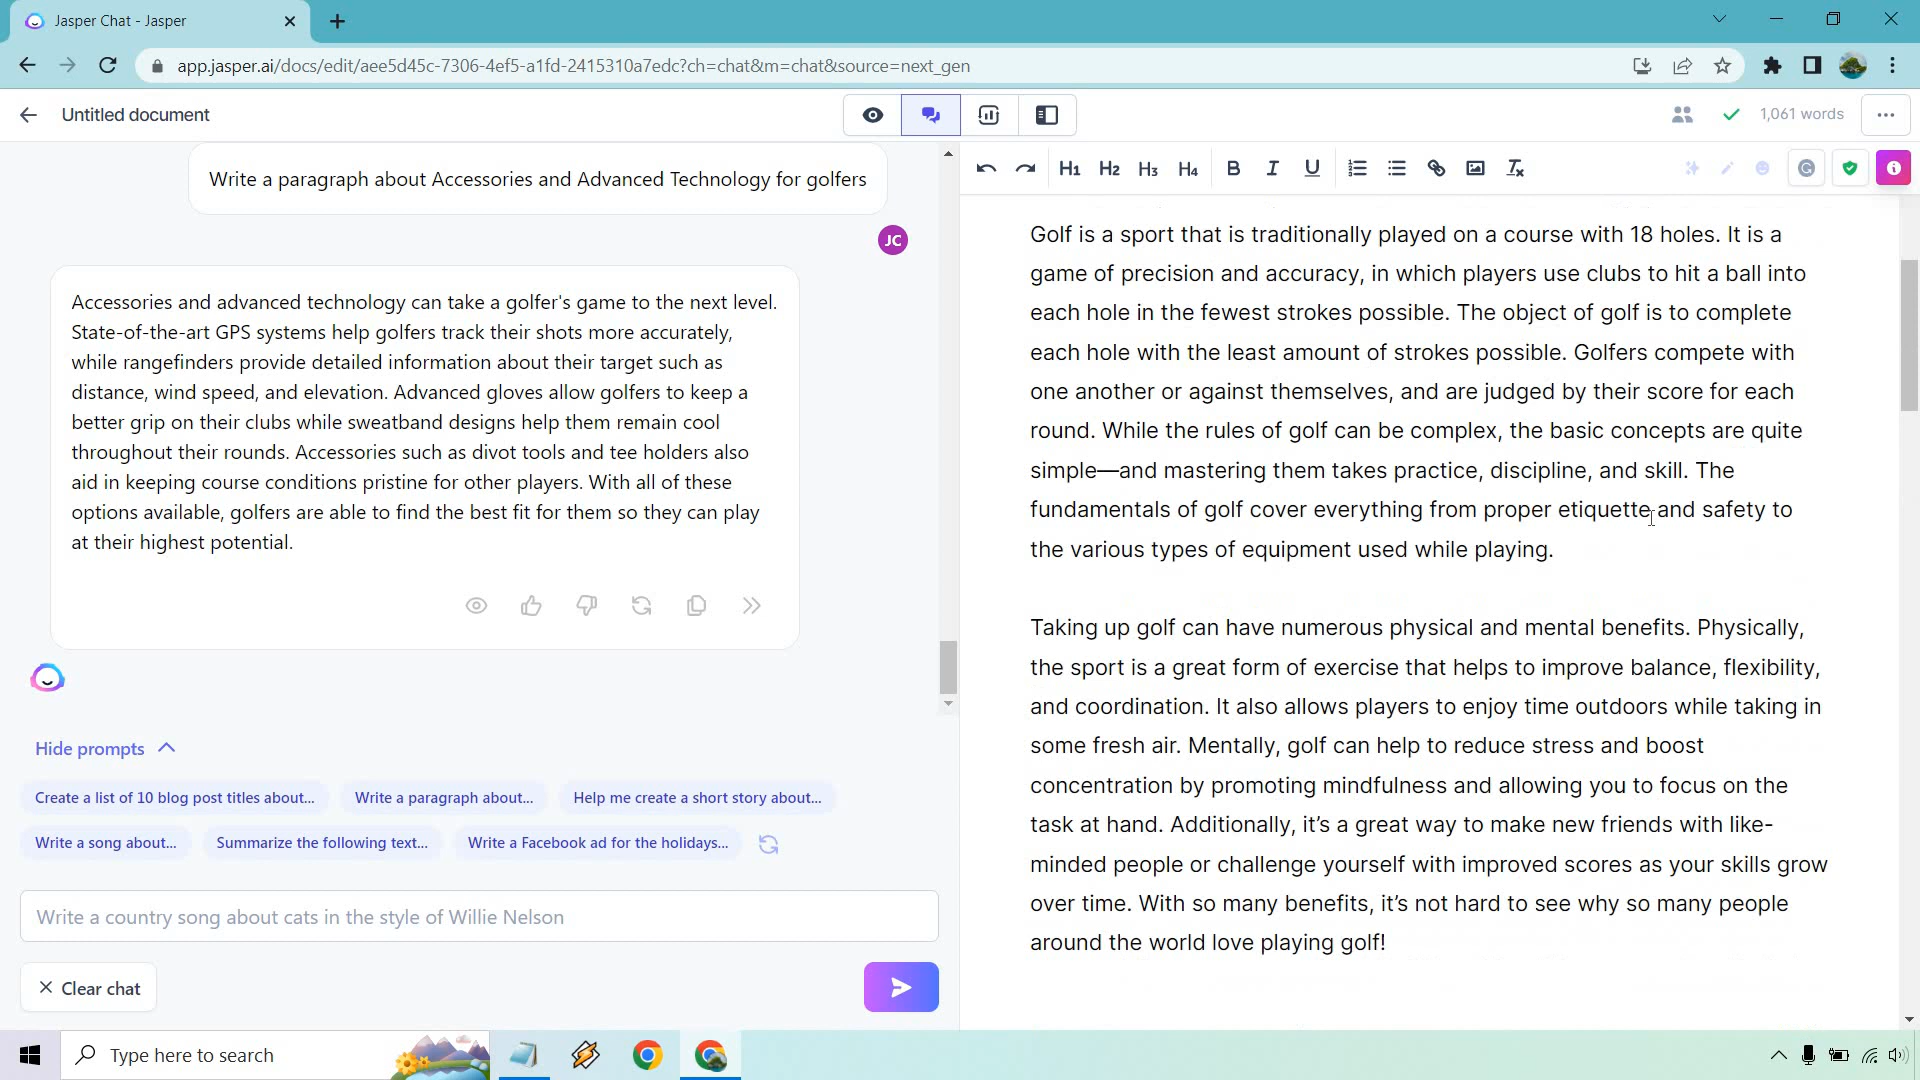 Jasper Chat - Jasper
app.jasper.ai/docs/edit/aee5d45c-7306-4ef5-a1fd-2415310a7edc?ch=chat&m=chat&source=next_gen
Untitled document
1,061 words
Write a paragraph about Accessories and Advanced Technology for golfers
JC
Accessories and advanced technology can take a golfer's game to the next level.
State-of-the-art GPS systems help golfers track their shots more accurately,
while rangefinders provide detailed information about their target such as
distance, wind speed, and elevation. Advanced gloves allow golfers to keep a
better grip on their clubs while sweatband designs help them remain cool
throughout their rounds. Accessories such as divot tools and tee holders also
aid in keeping course conditions pristine for other players. With all of these
options available, golfers are able to find the best fit for them so they can play
at their highest potential.
Hide prompts
Create a list of 10 blog post titles about...
Write a paragraph about...
Help me create a short story about...
Write a song about...
Summarize the following text...
Write a Facebook ad for the holidays...
Write a country song about cats in the style of Willie Nelson
Clear chat
H1 H2 H3 H4 B I U
Golf is a sport that is traditionally played on a course with 18 holes. It is a
game of precision and accuracy, in which players use clubs to hit a ball into
each hole in the fewest strokes possible. The object of golf is to complete
each hole with the least amount of strokes possible. Golfers compete with
one another or against themselves, and are judged by their score for each
round. While the rules of golf can be complex, the basic concepts are quite
simple—and mastering them takes practice, discipline, and skill. The
fundamentals of golf cover everything from proper etiquette and safety to
the various types of equipment used while playing.
Taking up golf can have numerous physical and mental benefits. Physically,
the sport is a great form of exercise that helps to improve balance, flexibility,
and coordination. It also allows players to enjoy time outdoors while taking in
some fresh air. Mentally, golf can help to reduce stress and boost
concentration by promoting mindfulness and allowing you to focus on the
task at hand. Additionally, it’s a great way to make new friends with like-
minded people or challenge yourself with improved scores as your skills grow
over time. With so many benefits, it’s not hard to see why so many people
around the world love playing golf!
Type here to search